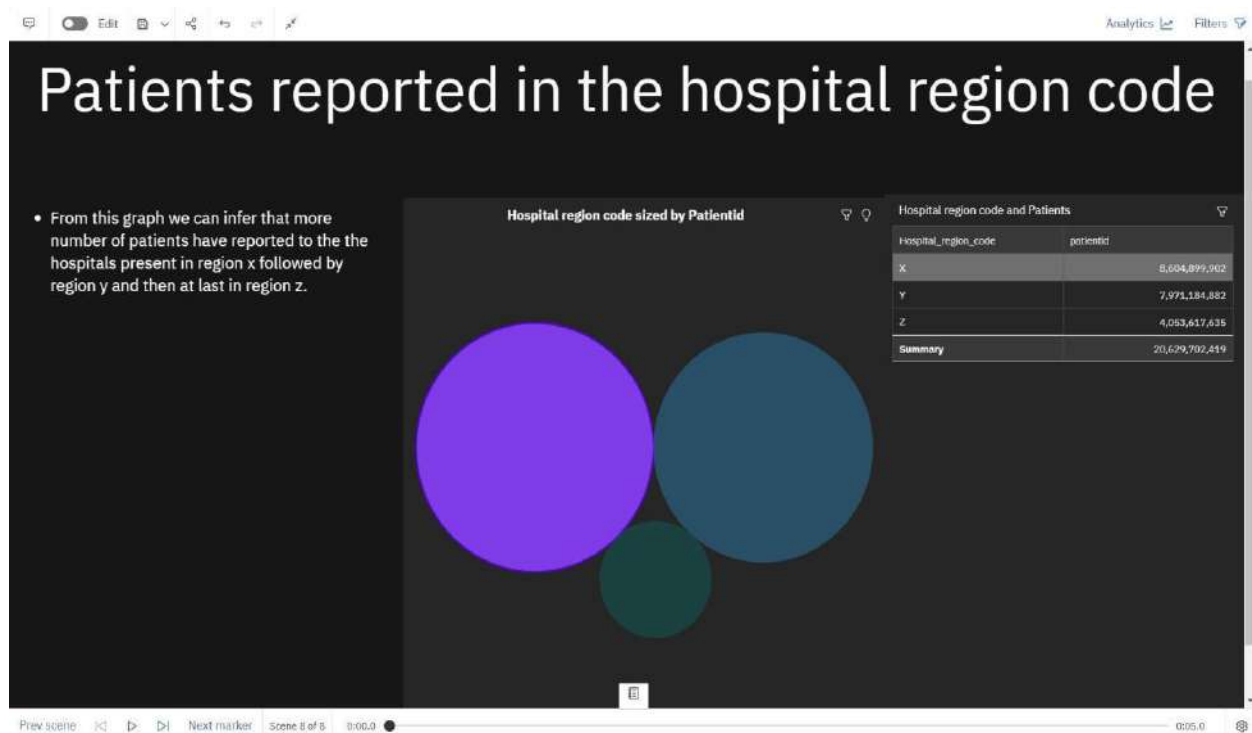 Edit
Analytics
Filters
Patients reported in the hospital region code
• From this graph we can infer that more
number of patients have reported to the the
hospitals present in region x followed by
region y and then at last in region z.
Hospital region code sized by Patientid
Hospital region code and Patients
Hospital_region_code patientid
X 8,604,899,902
Y 7,971,184,882
Z 4,053,617,635
Summary 20,629,702,419
Prev scene Next marker Scene 8 of 8 0:00.0 0:05.0